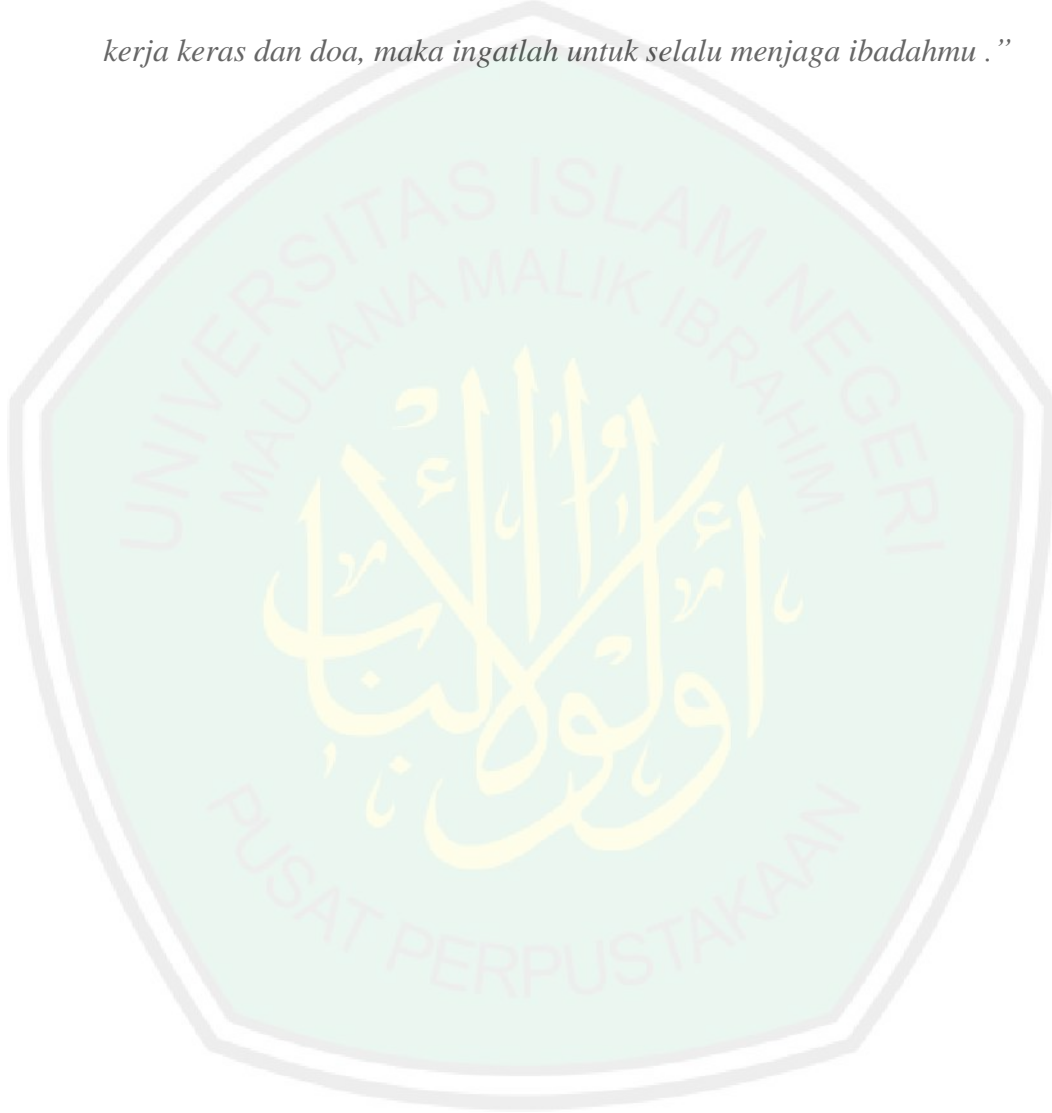 kerja keras dan doa, maka ingatlah untuk selalu menjaga ibadahmu .”
UNIVERSITAS ISLAM NEGERI
MAULANA MALIK IBRAHIM
أولوا الألباب
PUSAT PERPUSTAKAAN